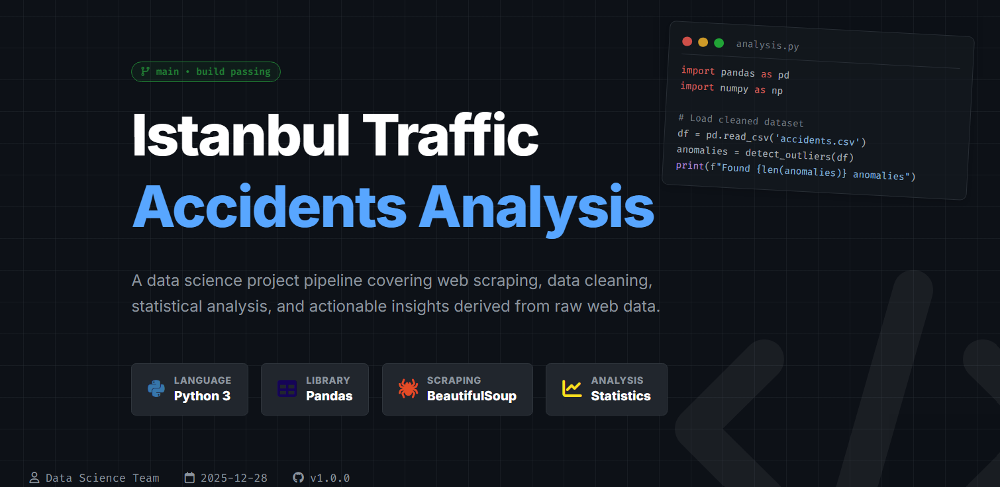 main • build passing
Istanbul Traffic
Accidents Analysis
A data science project pipeline covering web scraping, data cleaning,
statistical analysis, and actionable insights derived from raw web data.
LANGUAGE
Python 3
LIBRARY
Pandas
SCRAPING
BeautifulSoup
ANALYSIS
Statistics
Data Science Team
2025-12-28
v1.0.0
analysis.py
import pandas as pd
import numpy as np
# Load cleaned dataset
df = pd.read_csv('accidents.csv')
anomalies = detect_outliers(df)
print(f"Found {len(anomalies)} anomalies")